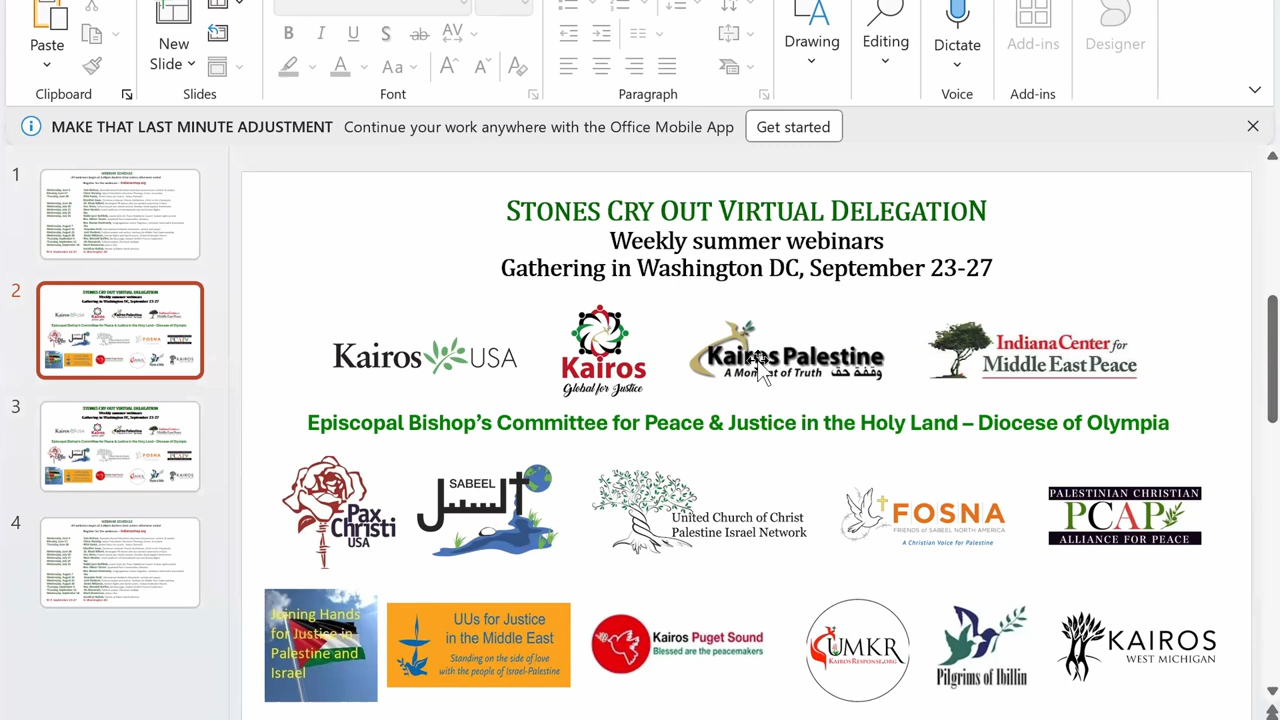 Paste
New
Slide
B I U S ab AV
Aa A A A
Drawing
Editing
Dictate
Add-ins
Designer
Clipboard
Slides
Font
Paragraph
Voice
Add-ins
MAKE THAT LAST MINUTE ADJUSTMENT Continue your work anywhere with the Office Mobile App Get started
1
2
3
4
STONES CRY OUT VIRTUAL DELEGATION
Weekly summer webinars
Gathering in Washington DC, September 23-27
Kairos USA
Kairos
Global for Justice
Kairos Palestine
A Moment of Truth وقفة حق
Indiana Center for
Middle East Peace
Episcopal Bishop’s Committee for Peace & Justice in the Holy Land – Diocese of Olympia
Pax
Christi
USA
SABEEL
السبيل
United Church of Christ
Palestine Israel Network
FOSNA
FRIENDS OF SABEEL NORTH AMERICA
A Christian Voice for Palestine
PALESTINIAN CHRISTIAN
PCAP
ALLIANCE FOR PEACE
Joining Hands
for Justice in
Palestine and
Israel
UUs for Justice
in the Middle East
Standing on the side of love
with the people of Israel-Palestine
Kairos Puget Sound
Blessed are the peacemakers
UMKR
KAIROSRESPONSE.ORG
Pilgrims of Ibillin
KAIROS
WEST MICHIGAN